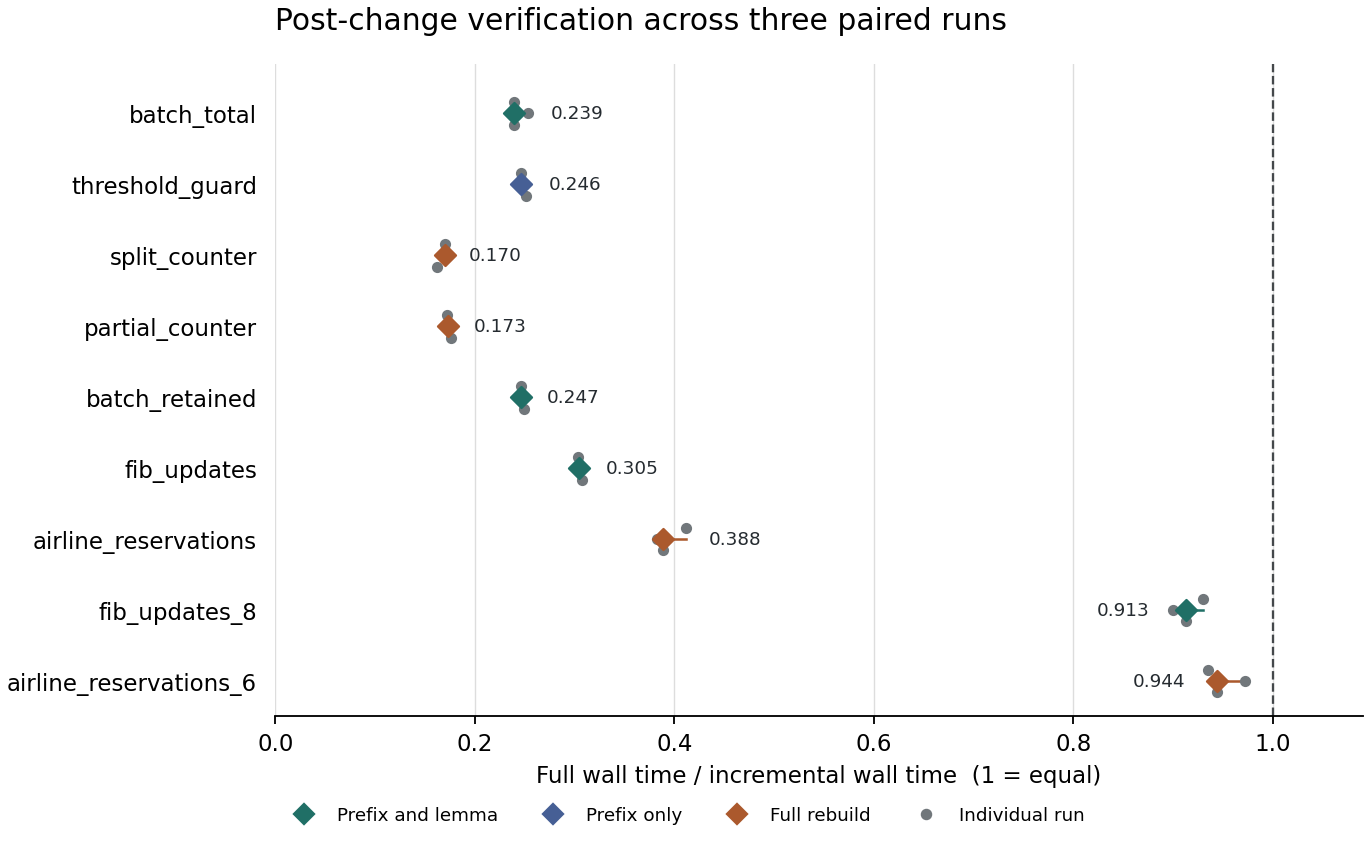 Post-change verification across three paired runs
batch_total
0.239
threshold_guard
0.246
split_counter
0.170
partial_counter
0.173
batch_retained
0.247
fib_updates
0.305
airline_reservations
0.388
fib_updates_8
0.913
airline_reservations_6
0.944
0.0 0.2 0.4 0.6 0.8 1.0
Full wall time / incremental wall time (1 = equal)
Prefix and lemma Prefix only Full rebuild Individual run